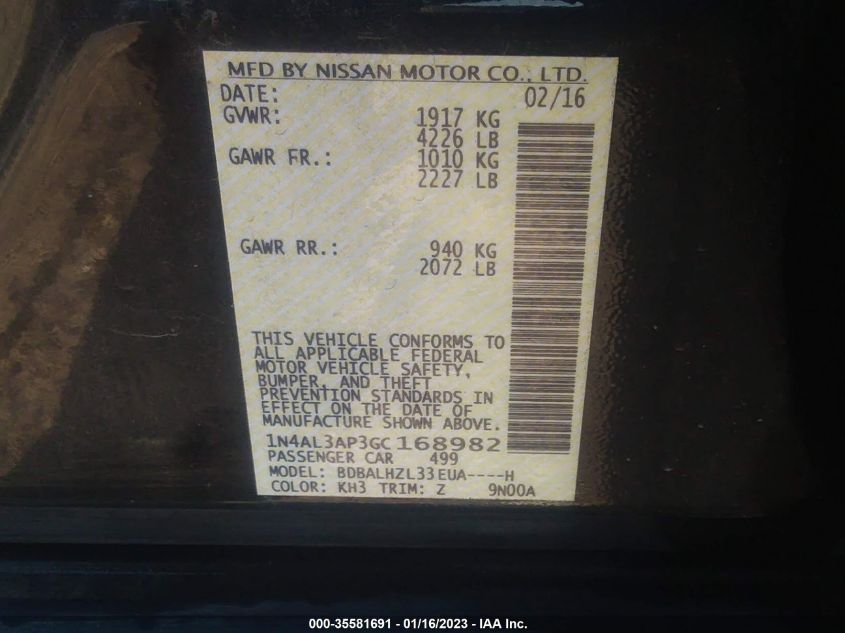 MFD BY NISSAN MOTOR CO., LTD.
DATE: 02/16
GVWR: 1917 KG
4226 LB
GAWR FR.: 1010 KG
2227 LB
GAWR RR.: 940 KG
2072 LB
THIS VEHICLE CONFORMS TO
ALL APPLICABLE FEDERAL
MOTOR VEHICLE SAFETY,
BUMPER, AND THEFT
PREVENTION STANDARDS IN
EFFECT ON THE DATE OF
MANUFACTURE SHOWN ABOVE.
1N4AL3AP3GC168982
PASSENGER CAR 499
MODEL: BDBALHZL33EUA----H
COLOR: KH3 TRIM: Z 9N00A
000-35581691 - 01/16/2023 - IAA Inc.